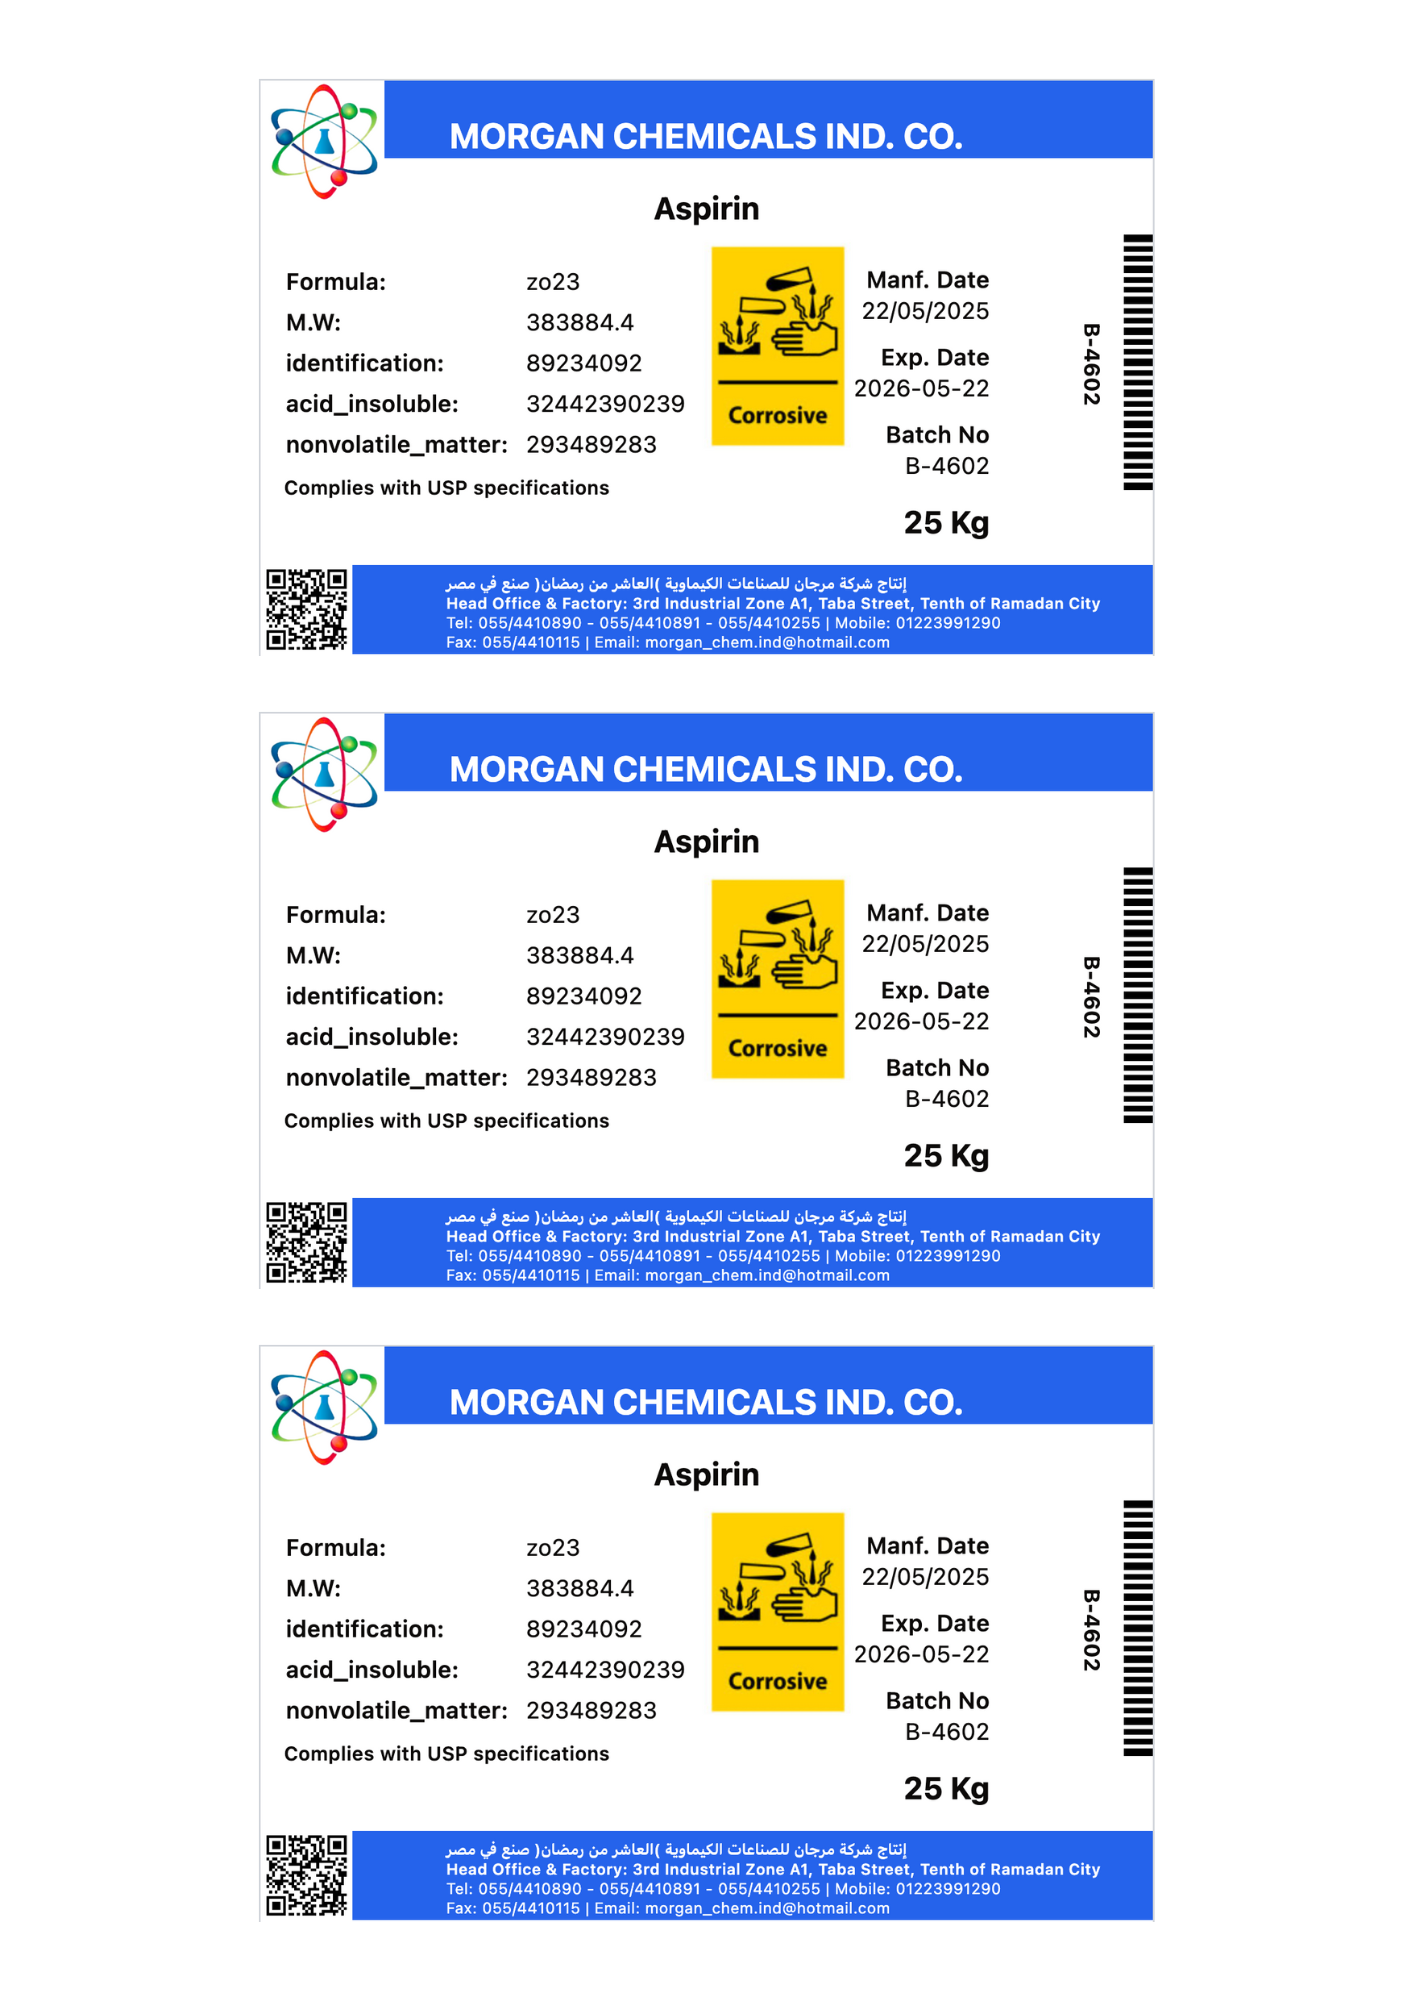 MORGAN CHEMICALS IND. CO.
Aspirin
Formula: zo23
M.W: 383884.4
identification: 89234092
acid_insoluble: 32442390239
nonvolatile_matter: 293489283
Complies with USP specifications
Corrosive
Manf. Date
22/05/2025
Exp. Date
2026-05-22
Batch No
B-4602
25 Kg
B-4602
إنتاج شركة مرجان للصناعات الكيماوية )العاشر من رمضان( صنع في مصر
Head Office & Factory: 3rd Industrial Zone A1, Taba Street, Tenth of Ramadan City
Tel: 055/4410890 - 055/4410891 - 055/4410255 | Mobile: 01223991290
Fax: 055/4410115 | Email: morgan_chem.ind@hotmail.com
MORGAN CHEMICALS IND. CO.
Aspirin
Formula: zo23
M.W: 383884.4
identification: 89234092
acid_insoluble: 32442390239
nonvolatile_matter: 293489283
Complies with USP specifications
Corrosive
Manf. Date
22/05/2025
Exp. Date
2026-05-22
Batch No
B-4602
25 Kg
B-4602
إنتاج شركة مرجان للصناعات الكيماوية )العاشر من رمضان( صنع في مصر
Head Office & Factory: 3rd Industrial Zone A1, Taba Street, Tenth of Ramadan City
Tel: 055/4410890 - 055/4410891 - 055/4410255 | Mobile: 01223991290
Fax: 055/4410115 | Email: morgan_chem.ind@hotmail.com
MORGAN CHEMICALS IND. CO.
Aspirin
Formula: zo23
M.W: 383884.4
identification: 89234092
acid_insoluble: 32442390239
nonvolatile_matter: 293489283
Complies with USP specifications
Corrosive
Manf. Date
22/05/2025
Exp. Date
2026-05-22
Batch No
B-4602
25 Kg
B-4602
إنتاج شركة مرجان للصناعات الكيماوية )العاشر من رمضان( صنع في مصر
Head Office & Factory: 3rd Industrial Zone A1, Taba Street, Tenth of Ramadan City
Tel: 055/4410890 - 055/4410891 - 055/4410255 | Mobile: 01223991290
Fax: 055/4410115 | Email: morgan_chem.ind@hotmail.com